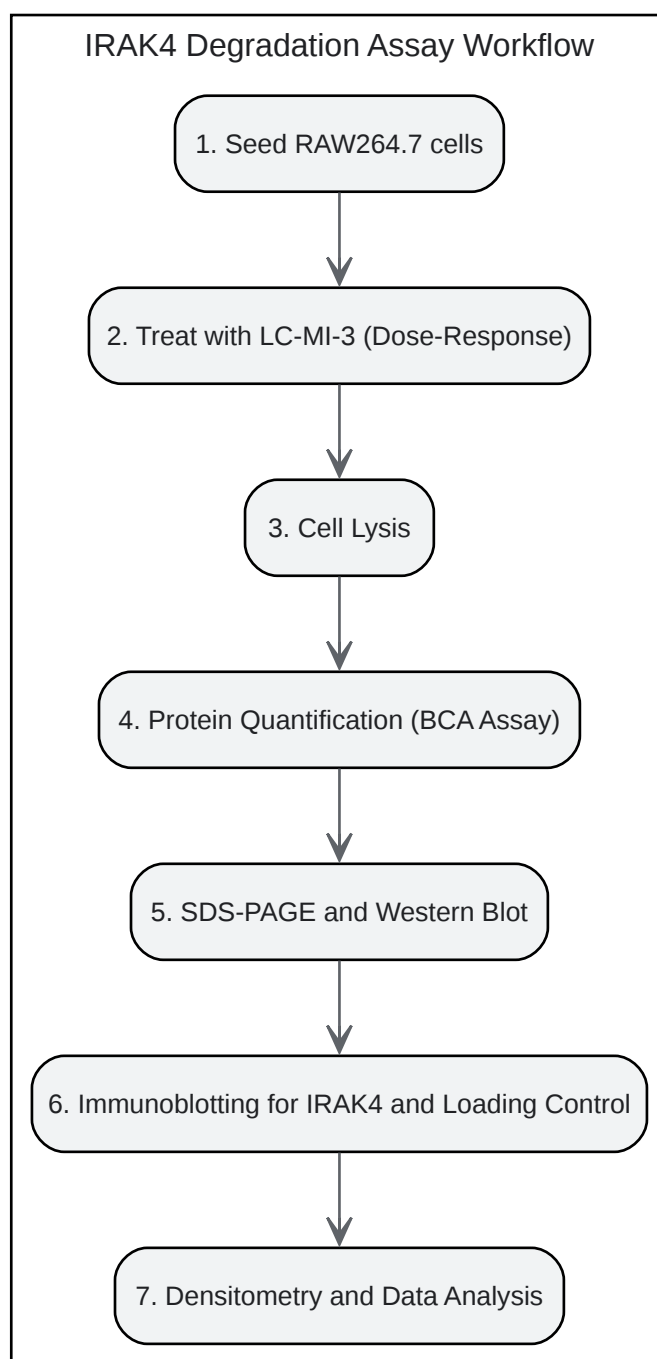 IRAK4 Degradation Assay Workflow
1. Seed RAW264.7 cells
2. Treat with LC-MI-3 (Dose-Response)
3. Cell Lysis
4. Protein Quantification (BCA Assay)
5. SDS-PAGE and Western Blot
6. Immunoblotting for IRAK4 and Loading Control
7. Densitometry and Data Analysis